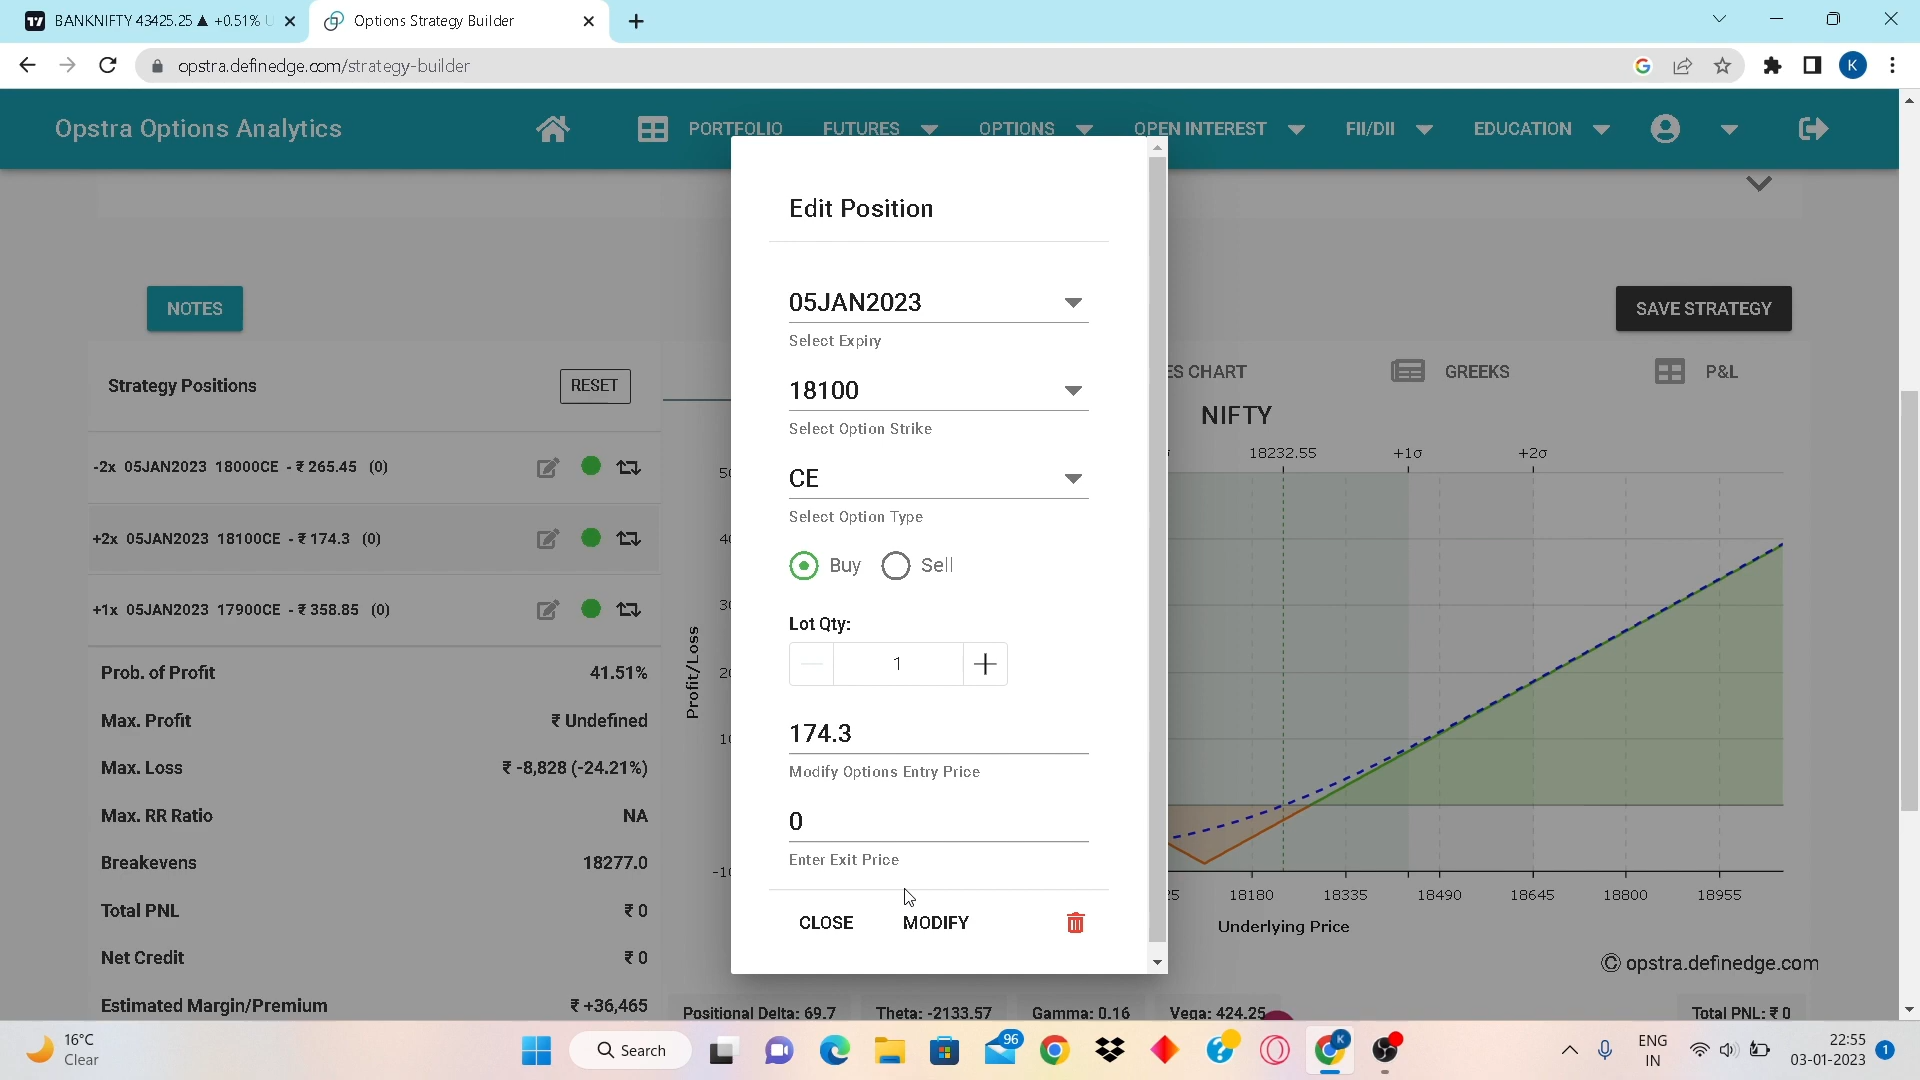 BANKNIFTY 43425.25 ▲ +0.51% U
Options Strategy Builder
opstra.definedge.com/strategy-builder
K
Opstra Options Analytics
PORTFOLIO
FUTURES
OPTIONS
OPEN INTEREST
FII/DII
EDUCATION
Edit Position
05JAN2023
Select Expiry
18100
Select Option Strike
CE
Select Option Type
Buy
Sell
Lot Qty:
1
174.3
Modify Options Entry Price
0
Enter Exit Price
CLOSE
MODIFY
NOTES
SAVE STRATEGY
Strategy Positions
RESET
-2x 05JAN2023 18000CE - ₹ 265.45 (0)
+2x 05JAN2023 18100CE - ₹ 174.3 (0)
+1x 05JAN2023 17900CE - ₹ 358.85 (0)
Prob. of Profit 41.51%
Max. Profit ₹ Undefined
Max. Loss ₹ -8,828 (-24.21%)
Max. RR Ratio NA
Breakevens 18277.0
Total PNL ₹ 0
Net Credit ₹ 0
Estimated Margin/Premium ₹ +36,465
ES CHART
GREEKS
P&L
NIFTY
18232.55 +1σ +2σ
Profit/Loss
18180 18335 18490 18645 18800 18955
Underlying Price
© opstra.definedge.com
Positional Delta: 69.7
Theta: -2133.57
Gamma: 0.16
Vega: 424.25
Total PNL: ₹ 0
16°C
Clear
Search
96
K
ENG
IN
22:55
03-01-2023
1